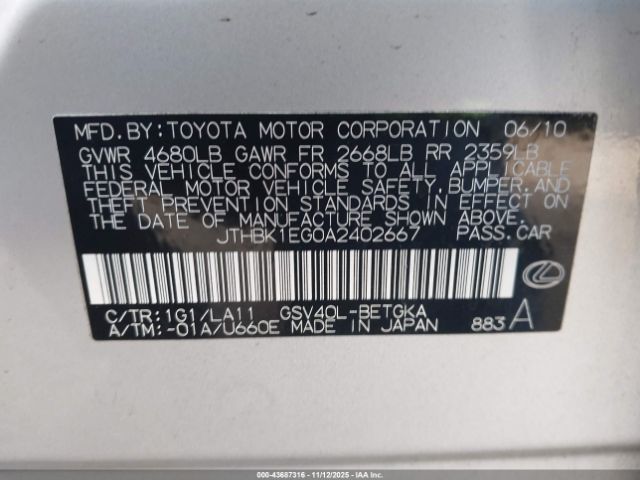 MFD.BY:TOYOTA MOTOR CORPORATION 06/10
GVWR 4680LB GAWR FR 2668LB RR 2359LB
THIS VEHICLE CONFORMS TO ALL APPLICABLE
FEDERAL MOTOR VEHICLE SAFETY,BUMPER,AND
THEFT PREVENTION STANDARDS IN EFFECT ON
THE DATE OF MANUFACTURE SHOWN ABOVE.
JTHBK1EG0A2402667 PASS.CAR
C/TR:1G1/LA11 GSV40L-BETGKA
A/TM:-01A/U660E MADE IN JAPAN 883A
000-43687316 - 11/12/2025 - IAA Inc.